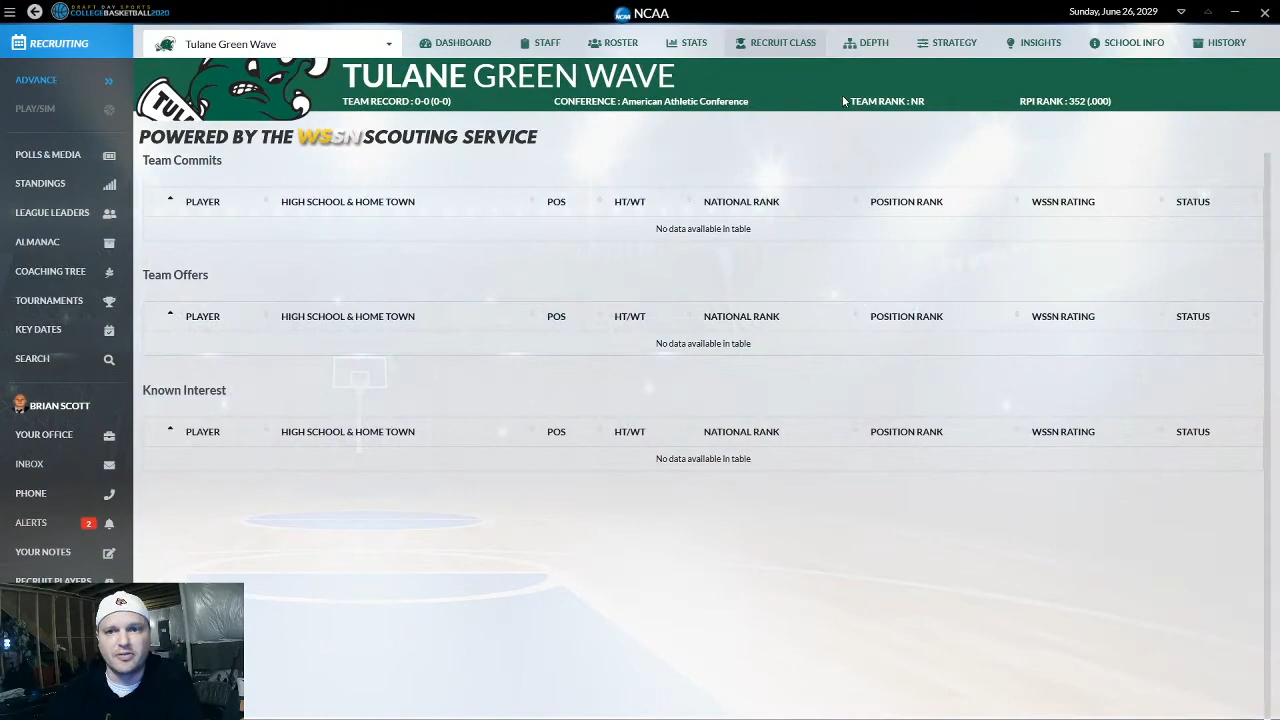 DRAFT DAY SPORTS
COLLEGE BASKETBALL 2020
NCAA
Sunday, June 26, 2029
RECRUITING
Tulane Green Wave
DASHBOARD
STAFF
ROSTER
STATS
RECRUIT CLASS
DEPTH
STRATEGY
INSIGHTS
SCHOOL INFO
HISTORY
ADVANCE
PLAY/SIM
POLLS & MEDIA
STANDINGS
LEAGUE LEADERS
ALMANAC
COACHING TREE
TOURNAMENTS
KEY DATES
SEARCH
BRIAN SCOTT
YOUR OFFICE
INBOX
PHONE
ALERTS 2
YOUR NOTES
RECRUIT PLAYERS
TUL
TULANE GREEN WAVE
TEAM RECORD : 0-0 (0-0) CONFERENCE : American Athletic Conference TEAM RANK : NR RPI RANK : 352 (.000)
POWERED BY THE WSSN SCOUTING SERVICE
Team Commits
PLAYER HIGH SCHOOL & HOME TOWN POS HT/WT NATIONAL RANK POSITION RANK WSSN RATING STATUS
No data available in table
Team Offers
PLAYER HIGH SCHOOL & HOME TOWN POS HT/WT NATIONAL RANK POSITION RANK WSSN RATING STATUS
No data available in table
Known Interest
PLAYER HIGH SCHOOL & HOME TOWN POS HT/WT NATIONAL RANK POSITION RANK WSSN RATING STATUS
No data available in table